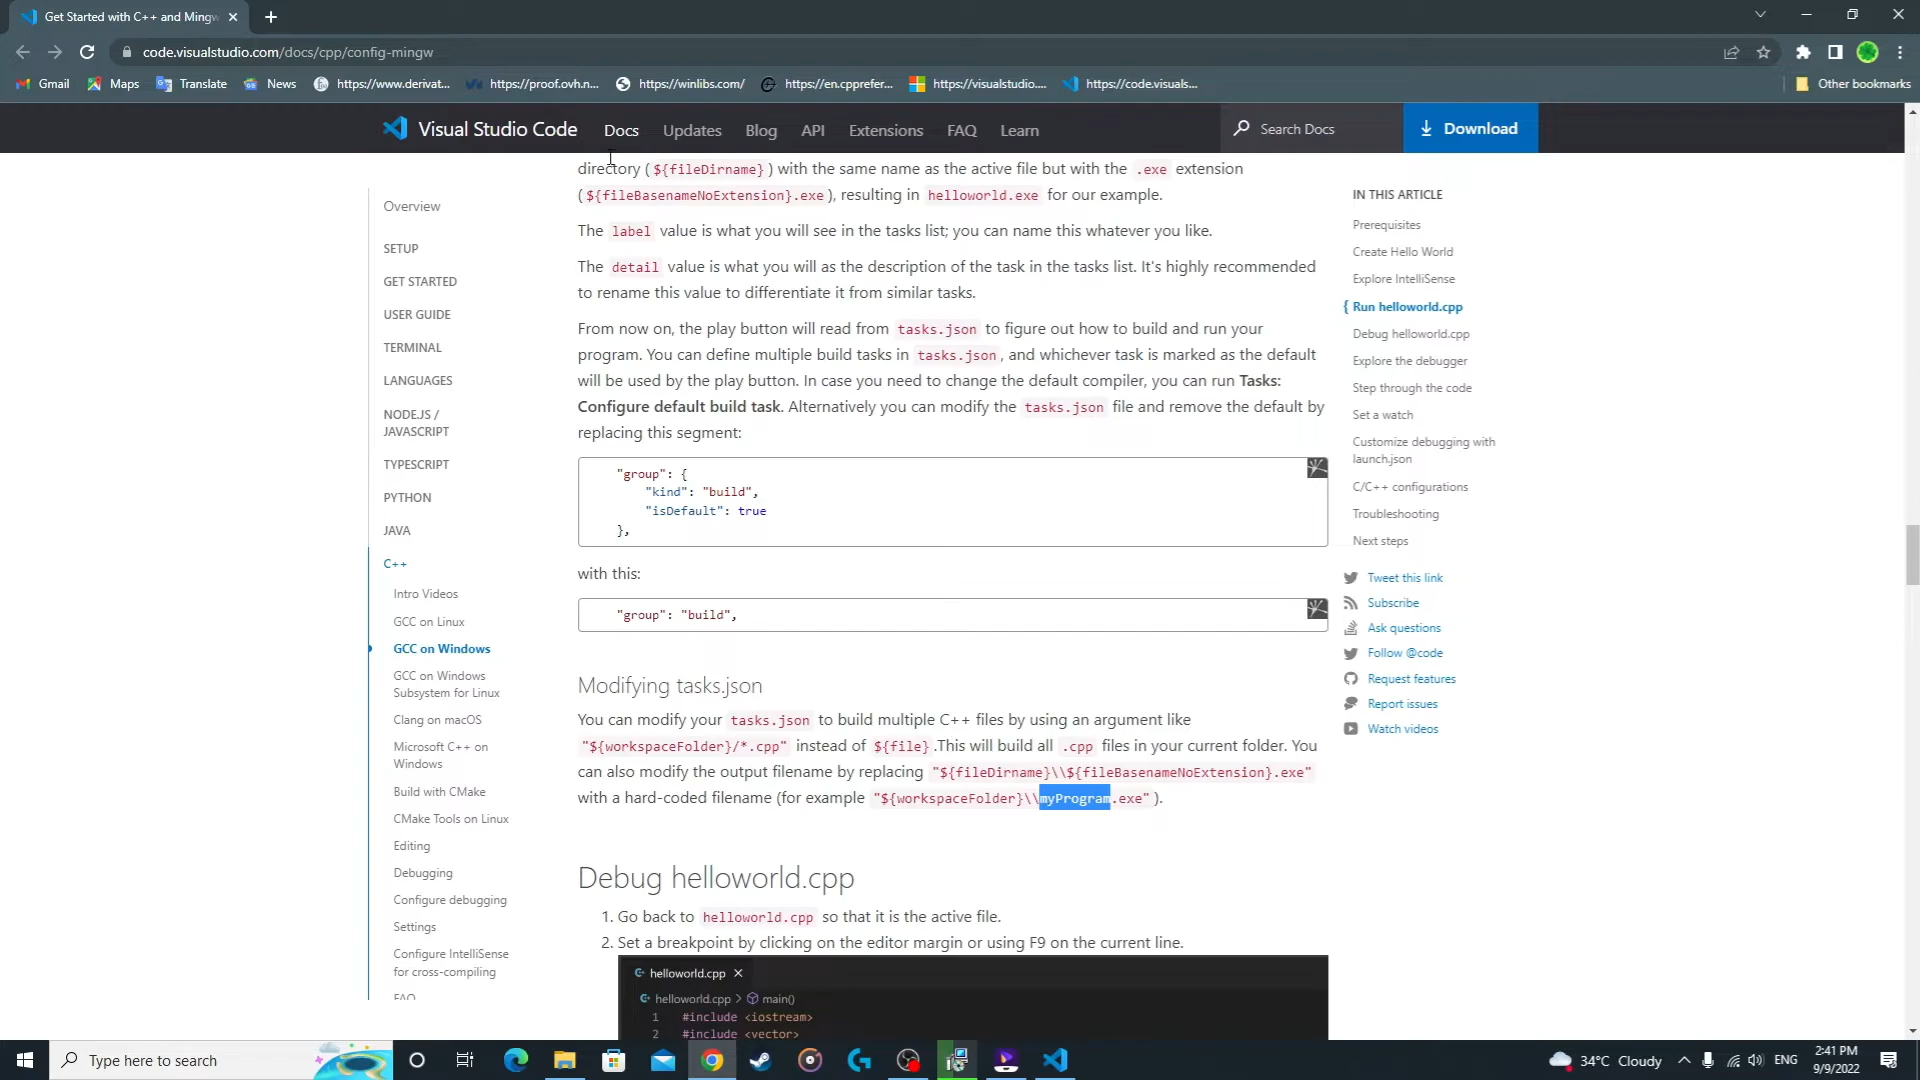 Get Started with C++ and Mingw
code.visualstudio.com/docs/cpp/config-mingw
Gmail
Maps
Translate
News
https://www.derivat...
https://proof.ovh.n...
https://winlibs.com/
https://en.cpprefer...
https://visualstudio....
https://code.visuals...
Other bookmarks
Visual Studio Code
Docs
Updates
Blog
API
Extensions
FAQ
Learn
Search Docs
Download
Overview
SETUP
GET STARTED
USER GUIDE
TERMINAL
LANGUAGES
NODEJS /
JAVASCRIPT
TYPESCRIPT
PYTHON
JAVA
C++
Intro Videos
GCC on Linux
GCC on Windows
GCC on Windows
Subsystem for Linux
Clang on macOS
Microsoft C++ on
Windows
Build with CMake
CMake Tools on Linux
Editing
Debugging
Configure debugging
Settings
Configure IntelliSense
for cross-compiling
FAQ
directory ( ${fileDirname} ) with the same name as the active file but with the .exe extension
( ${fileBasenameNoExtension}.exe ), resulting in helloworld.exe for our example.
The label value is what you will see in the tasks list; you can name this whatever you like.
The detail value is what you will as the description of the task in the tasks list. It's highly recommended
to rename this value to differentiate it from similar tasks.
From now on, the play button will read from tasks.json to figure out how to build and run your
program. You can define multiple build tasks in tasks.json , and whichever task is marked as the default
will be used by the play button. In case you need to change the default compiler, you can run Tasks:
Configure default build task. Alternatively you can modify the tasks.json file and remove the default by
replacing this segment:
"group": {
"kind": "build",
"isDefault": true
},
with this:
"group": "build",
Modifying tasks.json
You can modify your tasks.json to build multiple C++ files by using an argument like
"${workspaceFolder}/*.cpp" instead of ${file} .This will build all .cpp files in your current folder. You
can also modify the output filename by replacing "${fileDirname}\\${fileBasenameNoExtension}.exe"
with a hard-coded filename (for example "${workspaceFolder}\\myProgram.exe" ).
Debug helloworld.cpp
1. Go back to helloworld.cpp so that it is the active file.
2. Set a breakpoint by clicking on the editor margin or using F9 on the current line.
helloworld.cpp
helloworld.cpp > main()
1 #include <iostream>
2 #include <vector>
IN THIS ARTICLE
Prerequisites
Create Hello World
Explore IntelliSense
Run helloworld.cpp
Debug helloworld.cpp
Explore the debugger
Step through the code
Set a watch
Customize debugging with
launch.json
C/C++ configurations
Troubleshooting
Next steps
Tweet this link
Subscribe
Ask questions
Follow @code
Request features
Report issues
Watch videos
Type here to search
34°C Cloudy
ENG
2:41 PM
9/9/2022